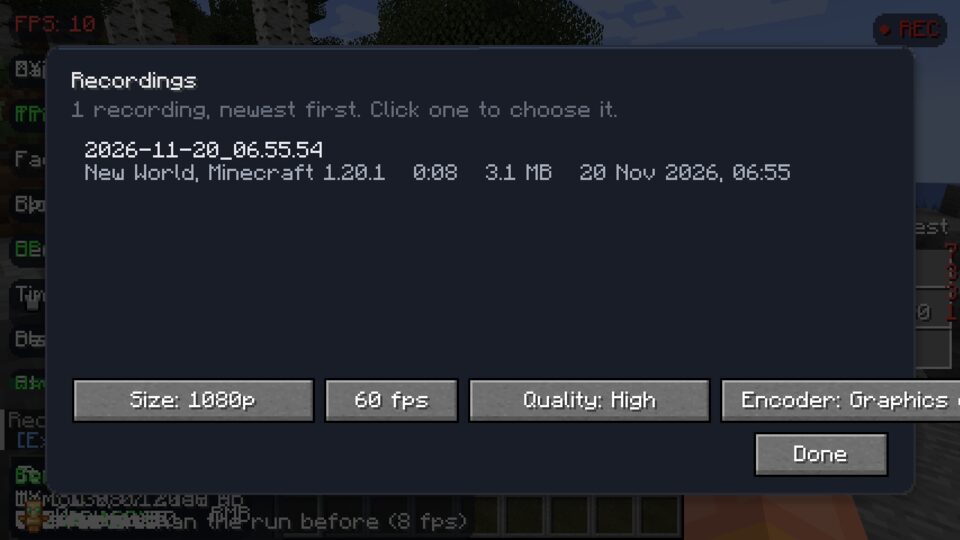 FPS: 10
REC
Recordings
1 recording, newest first. Click one to choose it.
2026-11-20_06.55.54
New World, Minecraft 1.20.1 0:08 3.1 MB 20 Nov 2026, 06:55
Size: 1080p
60 fps
Quality: High
Encoder: Graphics
Done
run before (8 fps)